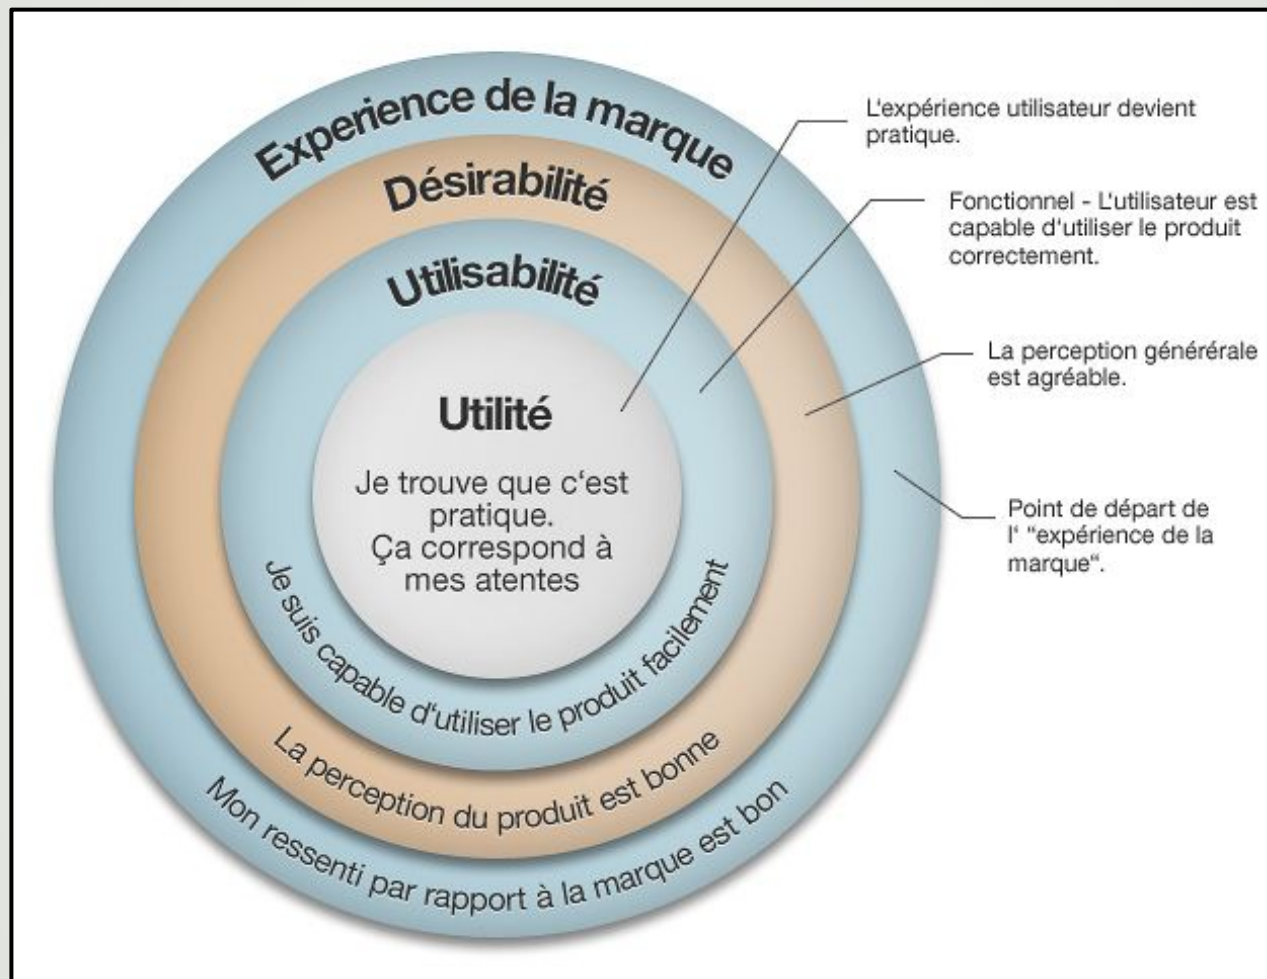 Experience de la marque
Désirabilité
Utilisabilité
Utilité
Je trouve que c‘est
pratique.
Ça correspond à
mes atentes
Je suis capable d‘utiliser le produit facilement
La perception du produit est bonne
Mon ressenti par rapport à la marque est bon
L‘expérience utilisateur devient
pratique.
Fonctionnel - L‘utilisateur est
capable d‘utiliser le produit
correctement.
La perception générérale
est agréable.
Point de départ de
l‘ “expérience de la
marque“.